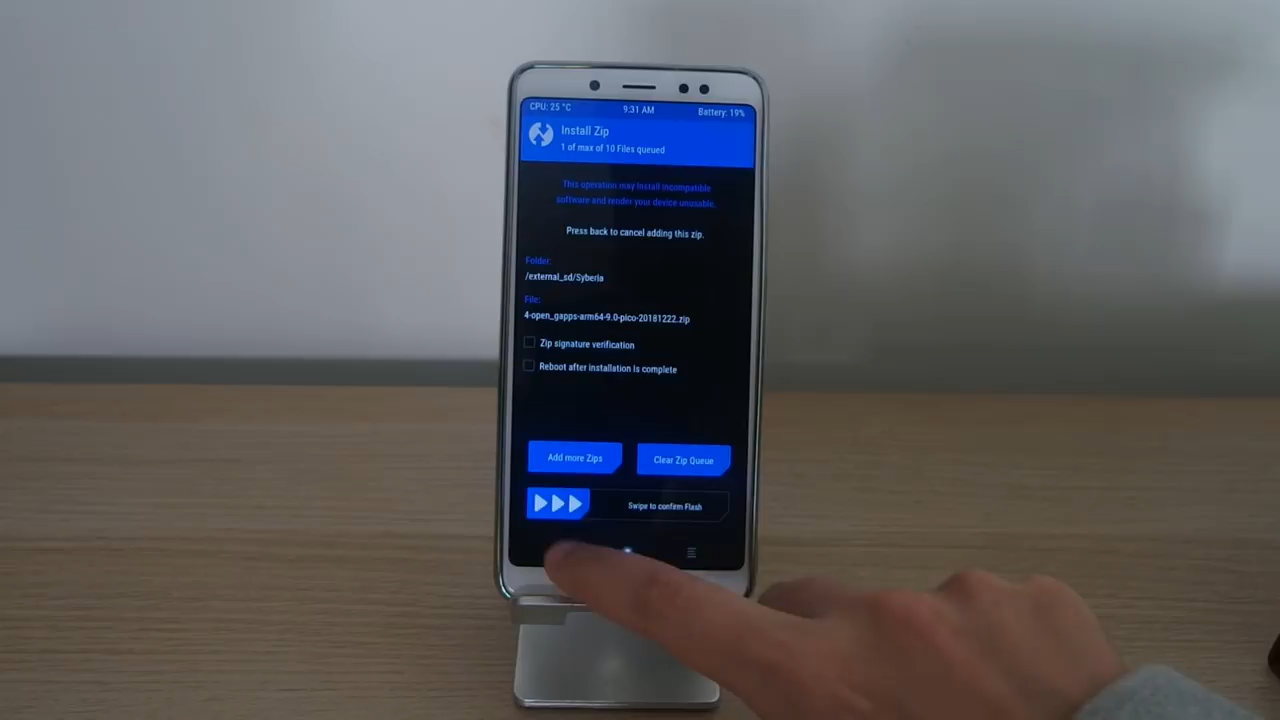 CPU: 25 °C 9:31 AM Battery: 19%
Install Zip
1 of max of 10 Files queued
This operation may install incompatible
software and render your device unusable.
Press back to cancel adding this zip.
Folder:
/external_sd/Syberia
File:
4-open_gapps-arm64-9.0-pico-20181222.zip
Zip signature verification
Reboot after installation is complete
Add more Zips Clear Zip Queue
Swipe to confirm Flash